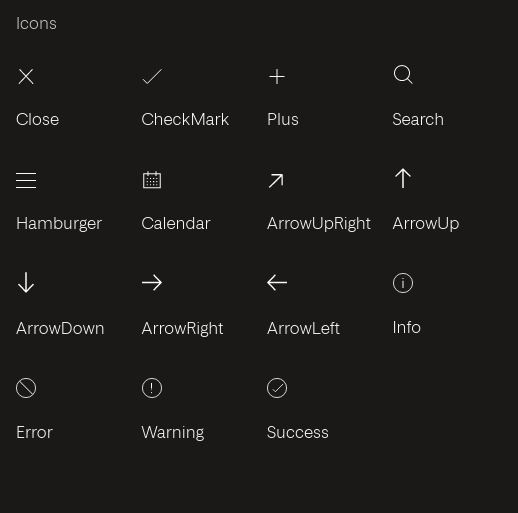 Icons
Close
CheckMark
Plus
Search
Hamburger
Calendar
ArrowUpRight
ArrowUp
ArrowDown
ArrowRight
ArrowLeft
Info
Error
Warning
Success